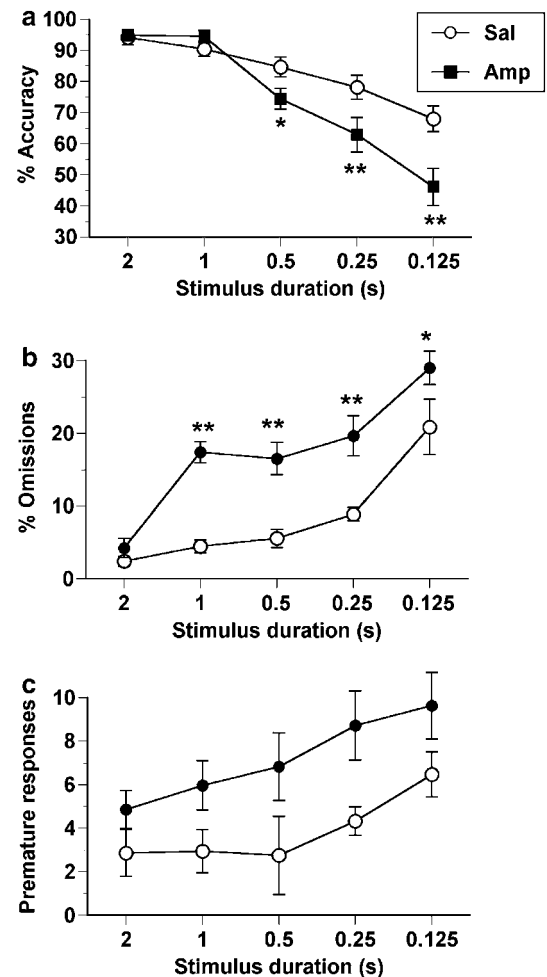 a
Sal
Amp
% Accuracy
100
90
80
70
60
50
40
30
*
**
**
2 1 0.5 0.25 0.125
Stimulus duration (s)
b
% Omissions
30
20
10
0
**
**
**
*
2 1 0.5 0.25 0.125
Stimulus duration (s)
c
Premature responses
10
8
6
4
2
0
2 1 0.5 0.25 0.125
Stimulus duration (s)